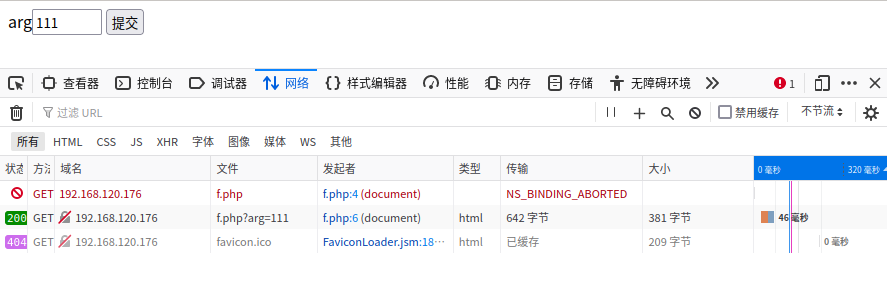 arg 111 提交
查看器 控制台 调试器 网络 样式编辑器 性能 内存 存储 无障碍环境 1
过滤 URL 禁用缓存 不节流
所有 HTML CSS JS XHR 字体 图像 媒体 WS 其他
状态 方法 域名 文件 发起者 类型 传输 大小 0 毫秒 320 毫秒
GET 192.168.120.176 f.php f.php:4 (document) NS_BINDING_ABORTED
200 GET 192.168.120.176 f.php?arg=111 f.php:6 (document) html 642 字节 381 字节 46 毫秒
404 GET 192.168.120.176 favicon.ico FaviconLoader.jsm:18… html 已缓存 209 字节 0 毫秒